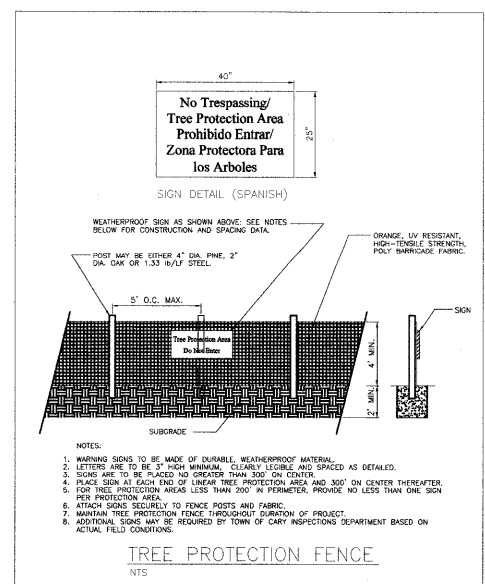 40"
No Trespassing/
Tree Protection Area
Prohibido Entrar/
Zona Protectora Para
los Arboles
25"
SIGN DETAIL (SPANISH)
WEATHERPROOF SIGN AS SHOWN ABOVE: SEE NOTES
BELOW FOR CONSTRUCTION AND SPACING DATA.
ORANGE, UV RESISTANT,
HIGH-TENSILE STRENGTH,
POLY BARRICADE FABRIC.
POST MAY BE EITHER 4" DIA. PINE, 2"
DIA. OAK OR 1.33 lb/LF STEEL.
5' O.C. MAX.
SIGN
Tree Protection Area
Do Not Enter
4' MIN.
2' MIN.
SUBGRADE
NOTES:
1. WARNING SIGNS TO BE MADE OF DURABLE, WEATHERPROOF MATERIAL.
2. LETTERS ARE TO BE 3" HIGH MINIMUM, CLEARLY LEGIBLE AND SPACED AS DETAILED.
3. SIGNS ARE TO BE PLACED NO GREATER THAN 300' ON CENTER.
4. PLACE SIGN AT EACH END OF LINEAR TREE PROTECTION AREA AND 300' ON CENTER THEREAFTER.
5. FOR TREE PROTECTION AREAS LESS THAN 200' IN PERIMETER, PROVIDE NO LESS THAN ONE SIGN
PER PROTECTION AREA.
6. ATTACH SIGNS SECURELY TO FENCE POSTS AND FABRIC.
7. MAINTAIN TREE PROTECTION FENCE THROUGHOUT DURATION OF PROJECT.
8. ADDITIONAL SIGNS MAY BE REQUIRED BY TOWN OF CARY INSPECTIONS DEPARTMENT BASED ON
ACTUAL FIELD CONDITIONS.
TREE PROTECTION FENCE
NTS